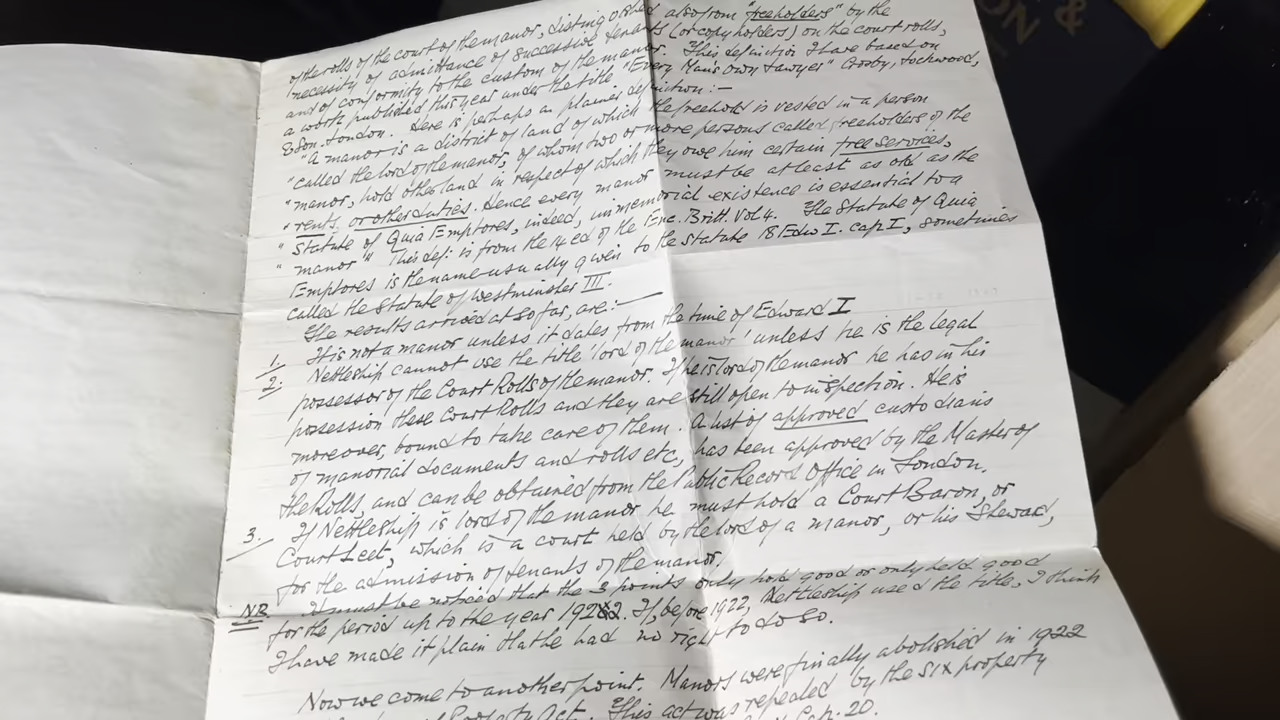 of the rolls of the court of the manor, distinguished also from "freeholders" by the
necessity of admittance of successive tenants (or copyholders) on the court rolls,
and of conformity to the custom of the manor. This definition I have based on
a work published this year under the title "Every Man's Own Lawyer" Crosby, Lockwood,
& Son, London. Here is perhaps a plainer definition :—
"A manor is a district of land of which the freehold is vested in a person
"called the lord of the manor, of whom two or more persons called freeholders of the
"manor, hold other land in respect of which they owe him certain free services,
"rents, or other duties. Hence every manor must be at least as old as the
"Statute of Quia Emptores, indeed, immemorial existence is essential to a
"manor" This def: is from the 14 ed of the Enc. Britt. Vol 4. The Statute of Quia
Emptores is the name usually given to the Statute 18 Edw I. cap I, sometimes
called the Statute of Westminster III.
The results arrived at so far, are:—
1. It is not a manor unless it dates from the time of Edward I
2. Nettleship cannot use the title 'lord of the manor' unless he is the legal
possessor of the Court Rolls of the manor. If he is lord of the manor he has in his
possession these Court Rolls and they are still open to inspection. He is
moreover, bound to take care of them. A list of approved custodians
of manorial documents and rolls etc, has been approved by the Master of
the Rolls, and can be obtained from the Public Record Office in London.
3. If Nettleship is lord of the manor he must hold a Court Baron, or
Court Leet, which is a court held by the lord of a manor, or his Steward,
for the admission of tenants of the manor.
NB. It must be noticed that the 3 points only hold good or only held good
for the period up to the year 1922. If, before 1922, Nettleship used the title, I think
I have made it plain that he had no right to do so.
Now we come to another point. Manors were finally abolished in 1922
Property Act. This act was repealed by the six property
Cap. 20.